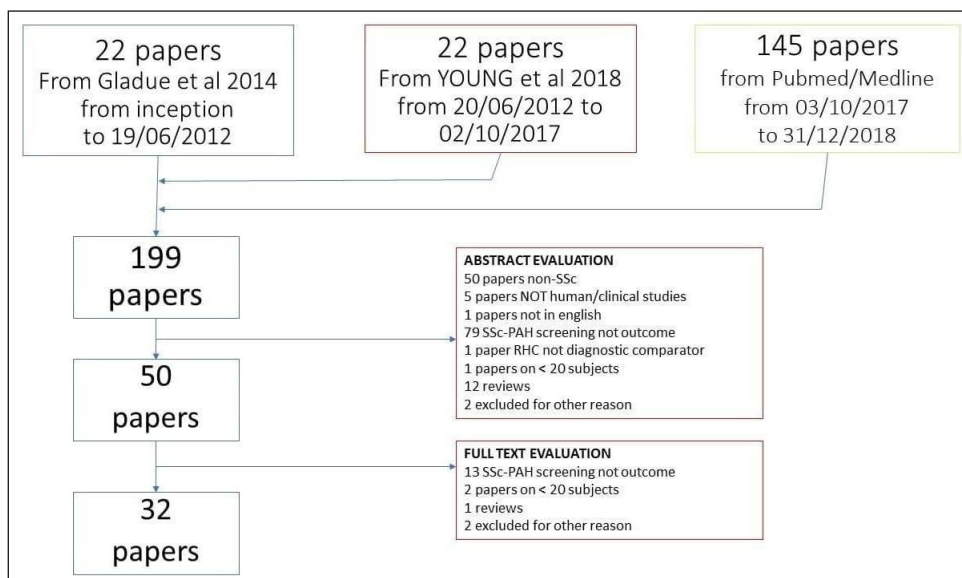 22 papers
From Gladue et al 2014
from inception
to 19/06/2012
22 papers
From YOUNG et al 2018
from 20/06/2012 to
02/10/2017
145 papers
from Pubmed/Medline
from 03/10/2017
to 31/12/2018
199
papers
ABSTRACT EVALUATION
50 papers non-SSc
5 papers NOT human/clinical studies
1 papers not in english
79 SSc-PAH screening not outcome
1 paper RHC not diagnostic comparator
1 papers on < 20 subjects
12 reviews
2 excluded for other reason
50
papers
FULL TEXT EVALUATION
13 SSc-PAH screening not outcome
2 papers on < 20 subjects
1 reviews
2 excluded for other reason
32
papers